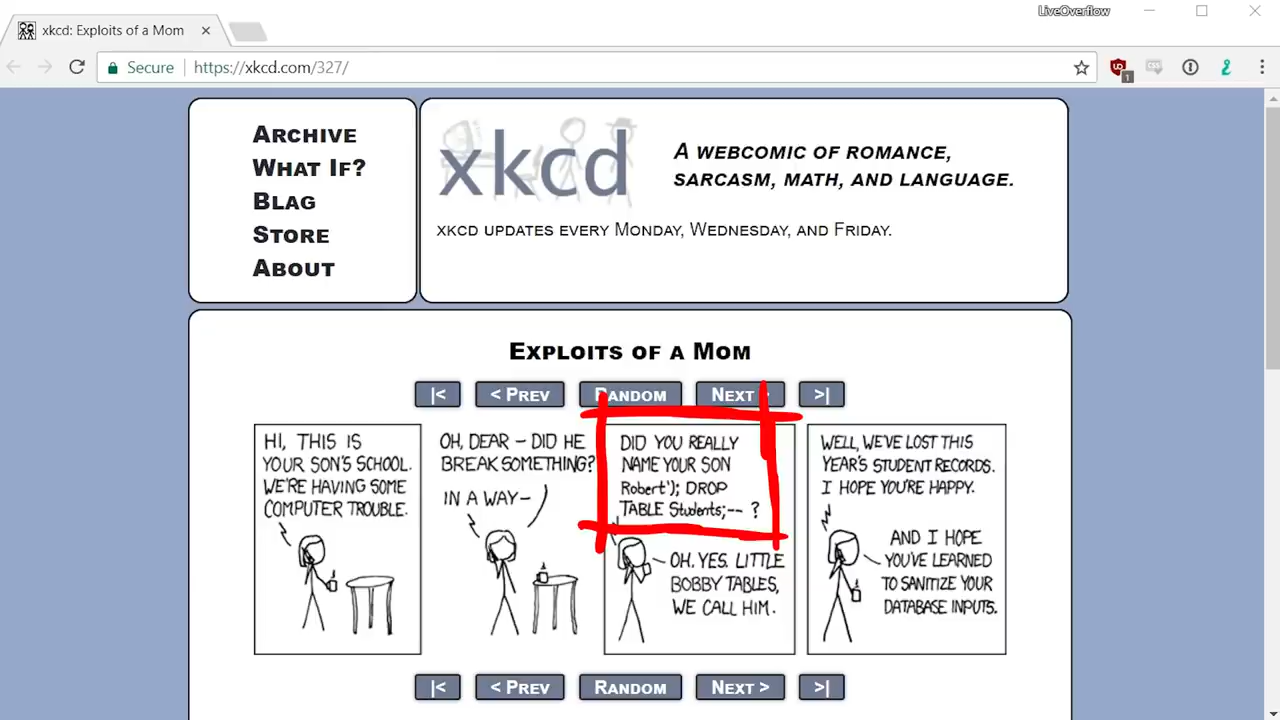 LiveOverflow
xkcd: Exploits of a Mom
Secure
https://xkcd.com/327/
1
ARCHIVE
WHAT IF?
BLAG
STORE
ABOUT
xkcd
A WEBCOMIC OF ROMANCE,
SARCASM, MATH, AND LANGUAGE.
XKCD UPDATES EVERY MONDAY, WEDNESDAY, AND FRIDAY.
EXPLOITS OF A MOM
|<
< PREV
RANDOM
NEXT >
>|
HI, THIS IS
YOUR SON'S SCHOOL.
WE'RE HAVING SOME
COMPUTER TROUBLE.
OH, DEAR – DID HE
BREAK SOMETHING?
IN A WAY–
DID YOU REALLY
NAME YOUR SON
Robert'); DROP
TABLE Students;-- ?
OH, YES. LITTLE
BOBBY TABLES,
WE CALL HIM.
WELL, WE'VE LOST THIS
YEAR'S STUDENT RECORDS.
I HOPE YOU'RE HAPPY.
AND I HOPE
YOU'VE LEARNED
TO SANITIZE YOUR
DATABASE INPUTS.
|<
< PREV
RANDOM
NEXT >
>|